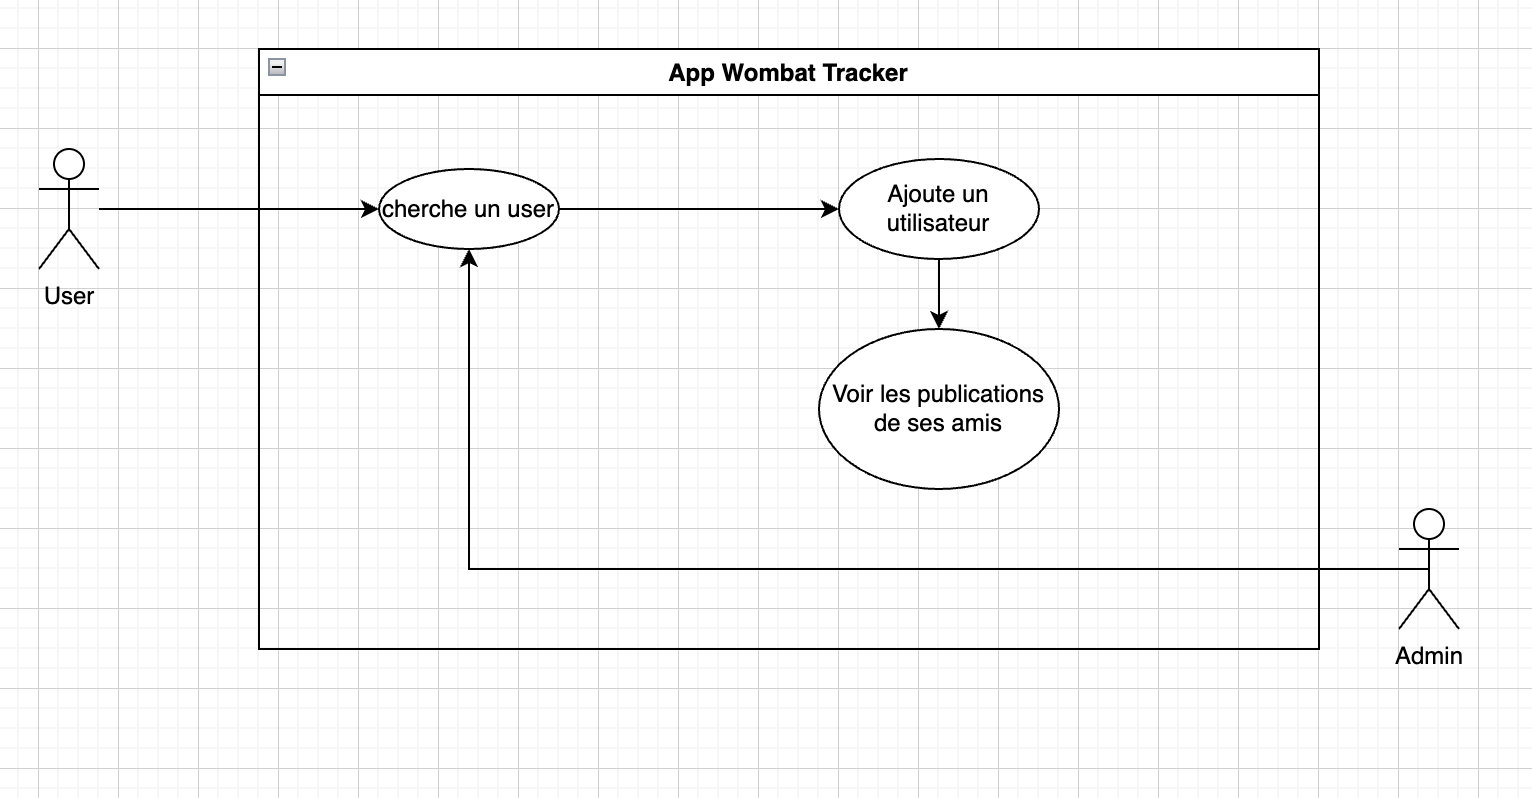 App Wombat Tracker
cherche un user
Ajoute un
utilisateur
User
Voir les publications
de ses amis
Admin